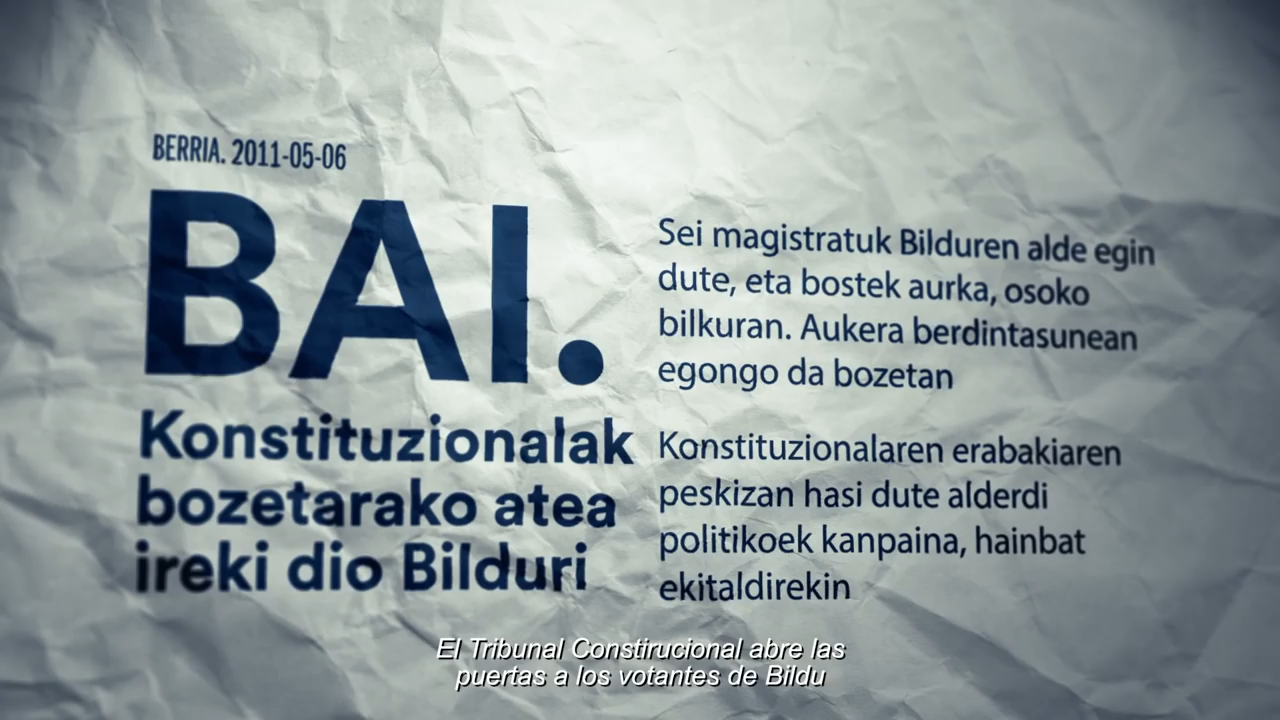 BERRIA. 2011-05-06
BAI.
Konstituzionalak
bozetarako atea
ireki dio Bilduri
Sei magistratuk Bilduren alde egin
dute, eta bostek aurka, osoko
bilkuran. Aukera berdintasunean
egongo da bozetan
Konstituzionalaren erabakiaren
peskizan hasi dute alderdi
politikoek kanpaina, hainbat
ekitaldirekin
El Tribunal Constirucional abre las
puertas a los votantes de Bildu